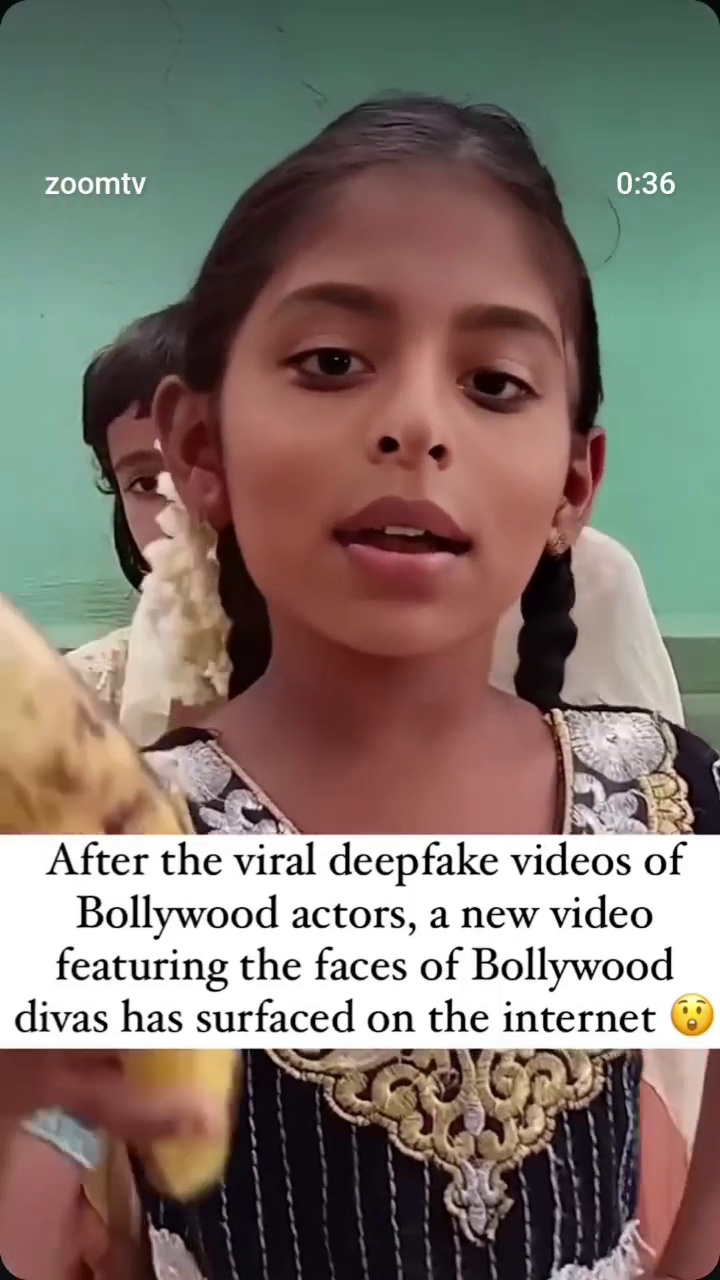 zoomtv
0:36
After the viral deepfake videos of
Bollywood actors, a new video
featuring the faces of Bollywood
divas has surfaced on the internet 😲